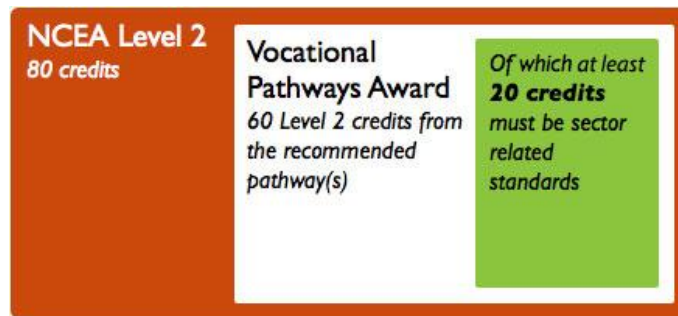 NCEA Level 2
80 credits
Vocational
Pathways Award
60 Level 2 credits from
the recommended
pathway(s)
Of which at least
20 credits
must be sector
related
standards